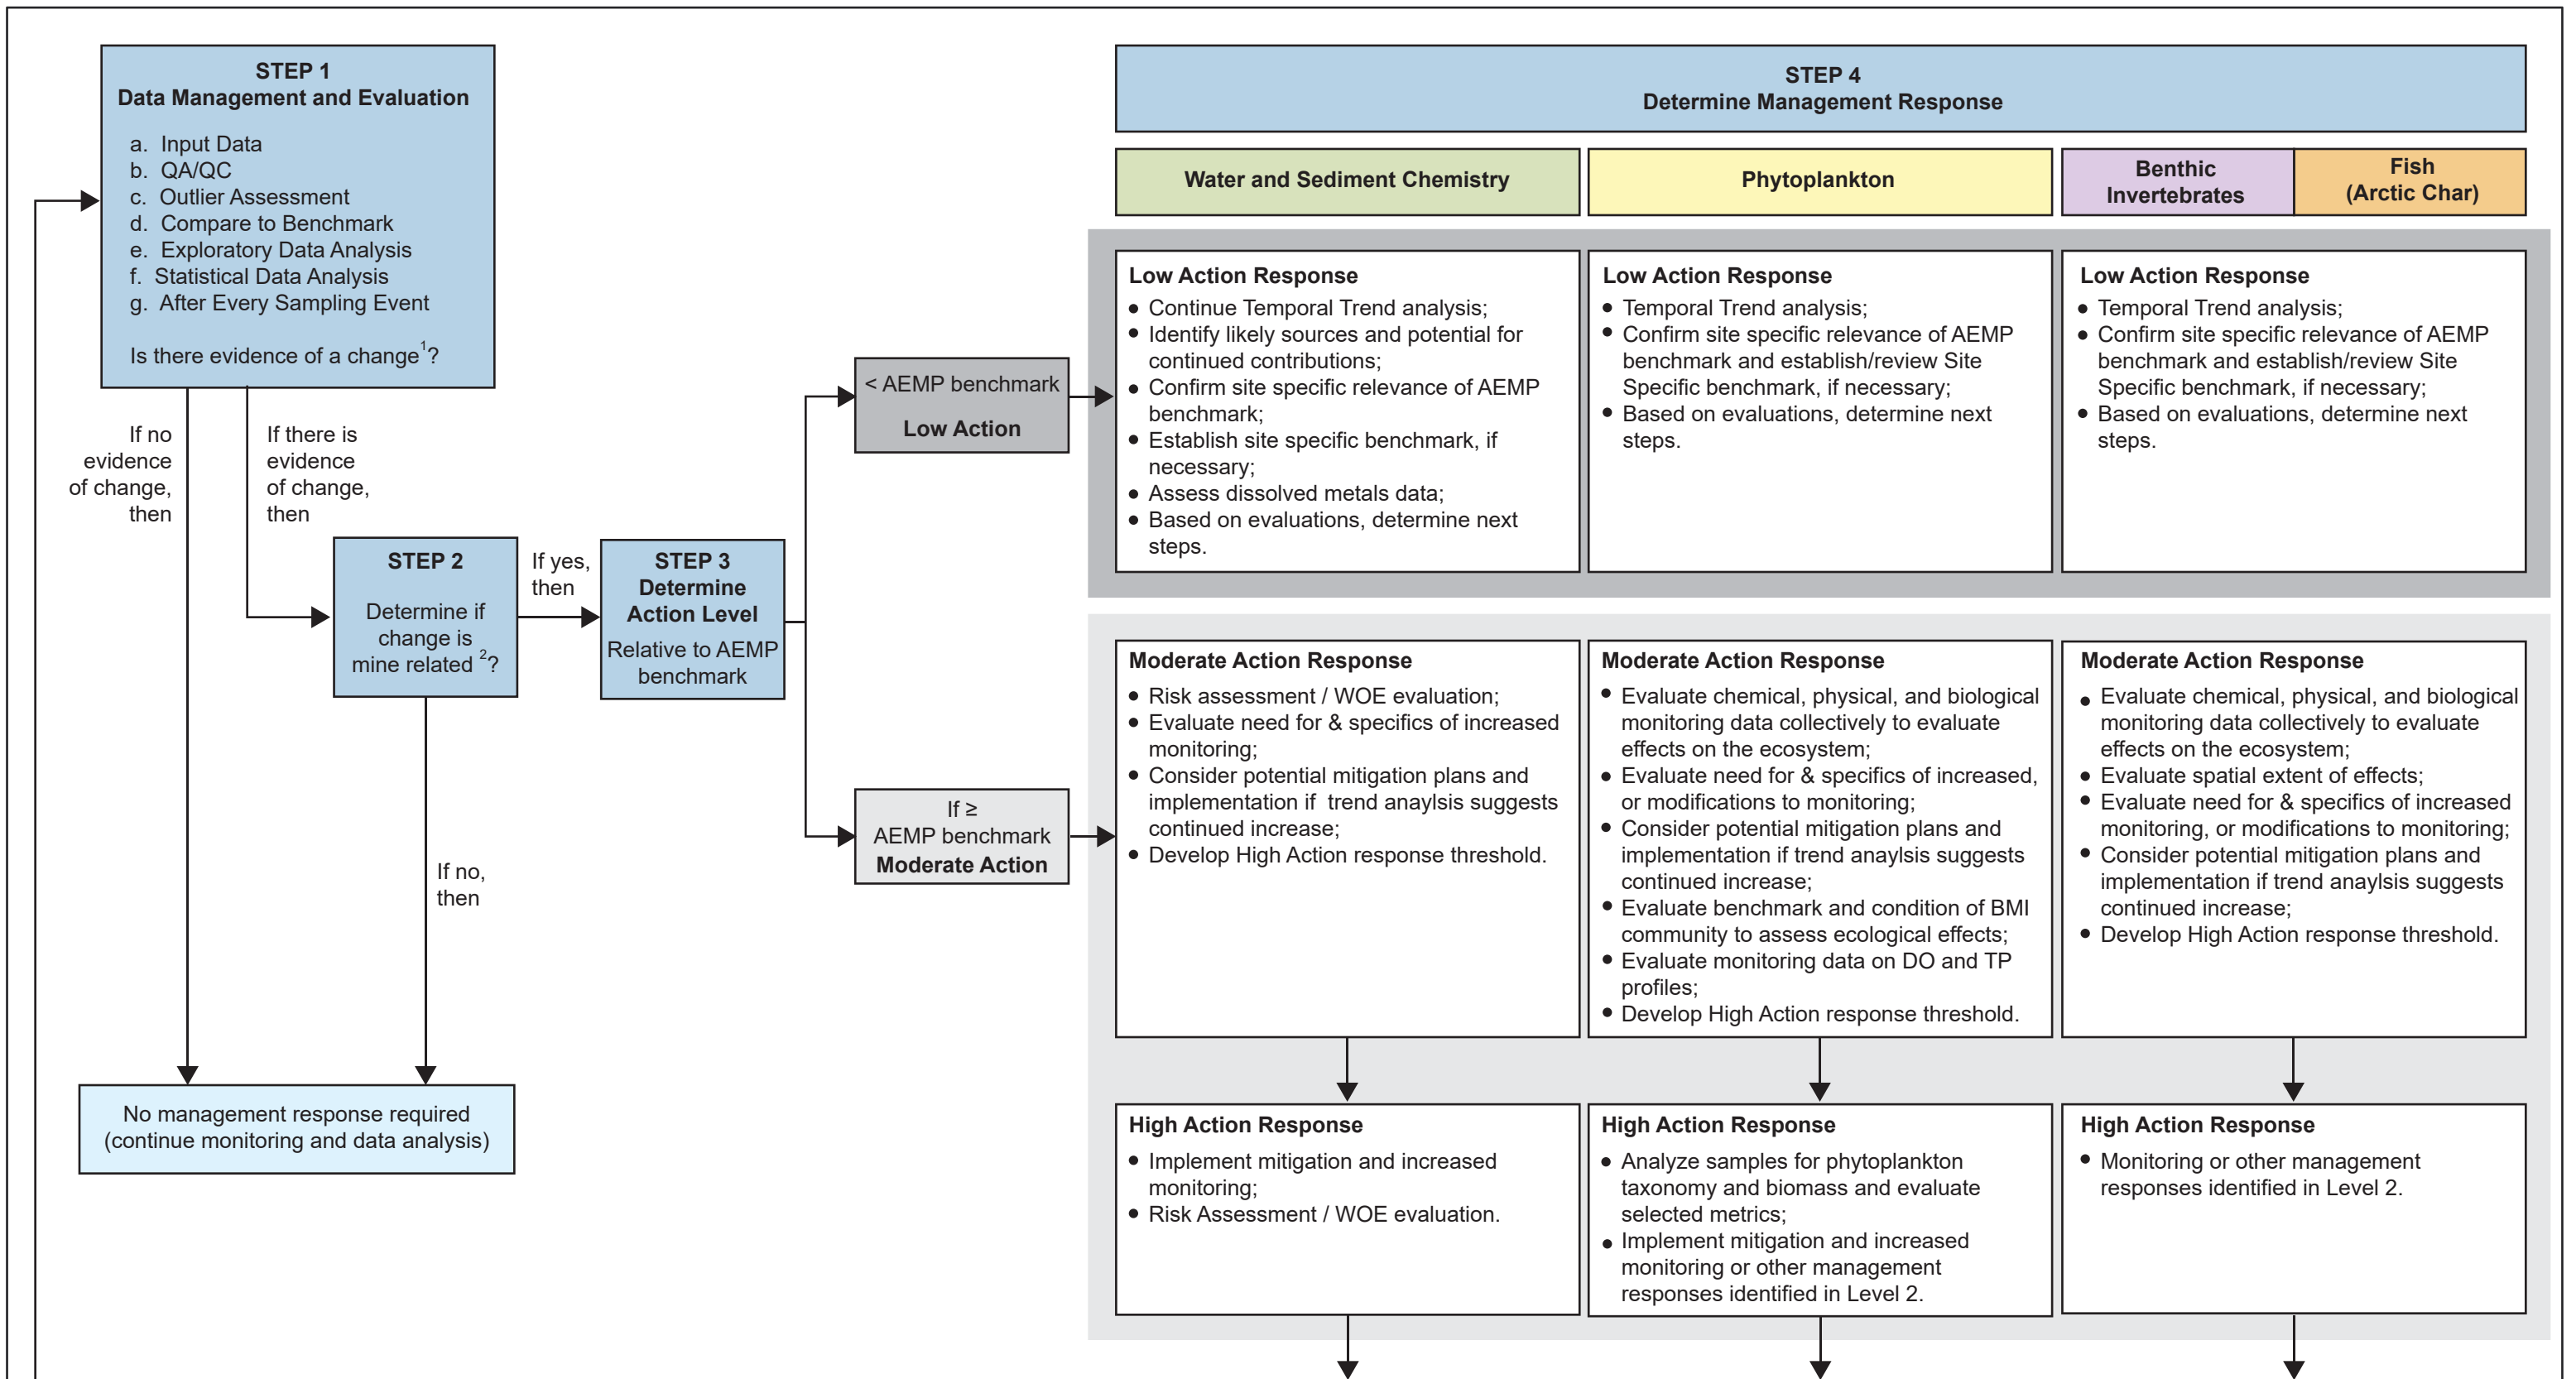 STEP 1
Data Management and Evaluation
a. Input Data
b. QA/QC
c. Outlier Assessment
d. Compare to Benchmark
e. Exploratory Data Analysis
f. Statistical Data Analysis
g. After Every Sampling Event
Is there evidence of a change1?
If no
evidence
of change,
then
If there is
evidence
of change,
then
STEP 2
Determine if
change is
mine related 2?
If yes,
then
If no,
then
No management response required
(continue monitoring and data analysis)
STEP 3
Determine
Action Level
Relative to AEMP
benchmark
< AEMP benchmark
Low Action
If ≥
AEMP benchmark
Moderate Action
STEP 4
Determine Management Response
Water and Sediment Chemistry
Phytoplankton
Benthic
Invertebrates
Fish
(Arctic Char)
Low Action Response
• Continue Temporal Trend analysis;
• Identify likely sources and potential for
continued contributions;
• Confirm site specific relevance of AEMP
benchmark;
• Establish site specific benchmark, if
necessary;
• Assess dissolved metals data;
• Based on evaluations, determine next
steps.
Low Action Response
• Temporal Trend analysis;
• Confirm site specific relevance of AEMP
benchmark and establish/review Site
Specific benchmark, if necessary;
• Based on evaluations, determine next
steps.
Low Action Response
• Temporal Trend analysis;
• Confirm site specific relevance of AEMP
benchmark and establish/review Site
Specific benchmark, if necessary;
• Based on evaluations, determine next
steps.
Moderate Action Response
• Risk assessment / WOE evaluation;
• Evaluate need for & specifics of increased
monitoring;
• Consider potential mitigation plans and
implementation if trend anaylsis suggests
continued increase;
• Develop High Action response threshold.
Moderate Action Response
• Evaluate chemical, physical, and biological
monitoring data collectively to evaluate
effects on the ecosystem;
• Evaluate need for & specifics of increased,
or modifications to monitoring;
• Consider potential mitigation plans and
implementation if trend anaylsis suggests
continued increase;
• Evaluate benchmark and condition of BMI
community to assess ecological effects;
• Evaluate monitoring data on DO and TP
profiles;
• Develop High Action response threshold.
Moderate Action Response
• Evaluate chemical, physical, and biological
monitoring data collectively to evaluate
effects on the ecosystem;
• Evaluate spatial extent of effects;
• Evaluate need for & specifics of increased
monitoring, or modifications to monitoring;
• Consider potential mitigation plans and
implementation if trend anaylsis suggests
continued increase;
• Develop High Action response threshold.
High Action Response
• Implement mitigation and increased
monitoring;
• Risk Assessment / WOE evaluation.
High Action Response
• Analyze samples for phytoplankton
taxonomy and biomass and evaluate
selected metrics;
• Implement mitigation and increased
monitoring or other management
responses identified in Level 2.
High Action Response
• Monitoring or other management
responses identified in Level 2.